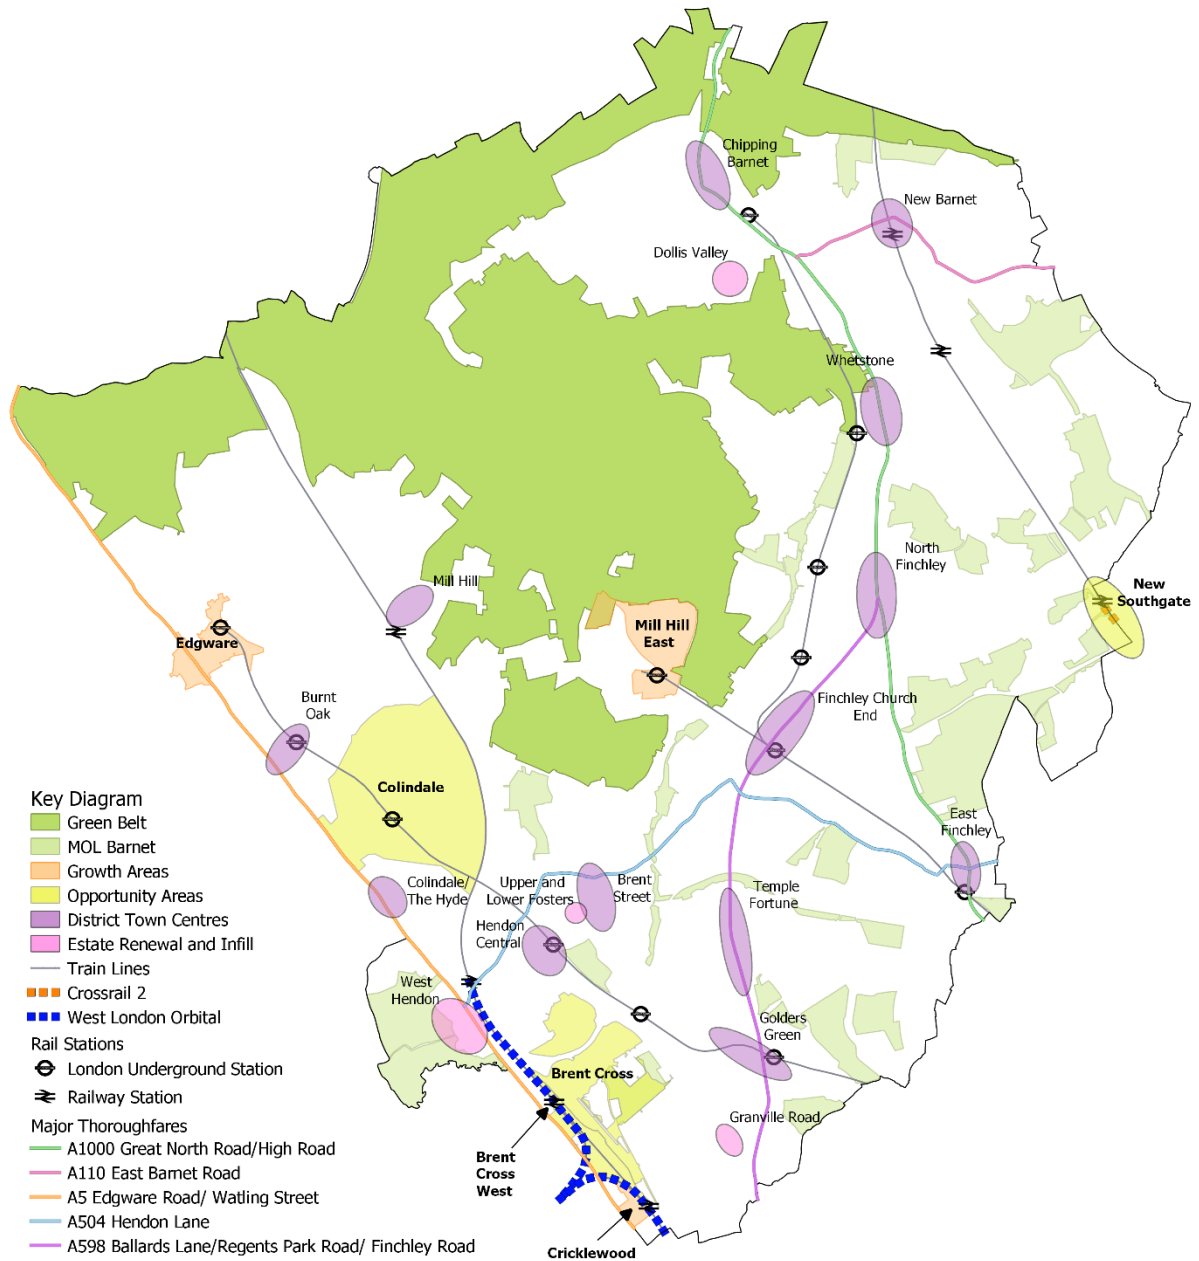 Chipping
Barnet
New Barnet
Dollis Valley
Whetstone
North
Finchley
New
Southgate
Mill Hill
Mill Hill
East
Edgware
Burnt
Oak
Finchley Church
End
Colindale
East
Finchley
Colindale/
The Hyde
Upper and
Lower Fosters
Brent
Street
Temple
Fortune
Hendon
Central
West
Hendon
Golders
Green
Brent Cross
Granville Road
Brent
Cross
West
Cricklewood
Key Diagram
Green Belt
MOL Barnet
Growth Areas
Opportunity Areas
District Town Centres
Estate Renewal and Infill
Train Lines
Crossrail 2
West London Orbital
Rail Stations
London Underground Station
Railway Station
Major Thoroughfares
A1000 Great North Road/High Road
A110 East Barnet Road
A5 Edgware Road/ Watling Street
A504 Hendon Lane
A598 Ballards Lane/Regents Park Road/ Finchley Road